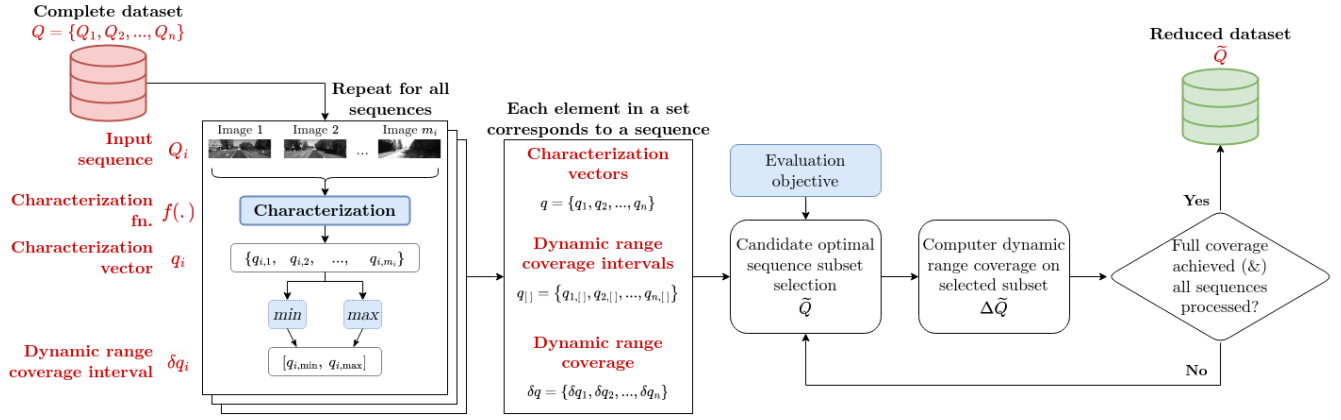 Complete dataset
Q = {Q₁, Q₂, ..., Qₙ}
Repeat for all
sequences
Input
sequence
Qᵢ
Image 1
Image 2
Image mᵢ
...
Characterization
fn.
f(.)
Characterization
Characterization
vector
qᵢ
{qᵢ,₁, qᵢ,₂, ..., qᵢ,ₘᵢ}
min
max
Dynamic range
coverage interval
δqᵢ
[qᵢ,min, qᵢ,max]
Each element in a set
corresponds to a sequence
Characterization
vectors
q = {q₁, q₂, ..., qₙ}
Dynamic range
coverage intervals
q[ ] = {q₁,[ ], q₂,[ ], ..., qₙ,[ ]}
Dynamic range
coverage
δq = {δq₁, δq₂, ..., δqₙ}
Evaluation
objective
Candidate optimal
sequence subset
selection
Q̃
Computer dynamic
range coverage on
selected subset
ΔQ̃
Full coverage
achieved (&)
all sequences
processed?
Yes
No
Reduced dataset
Q̃